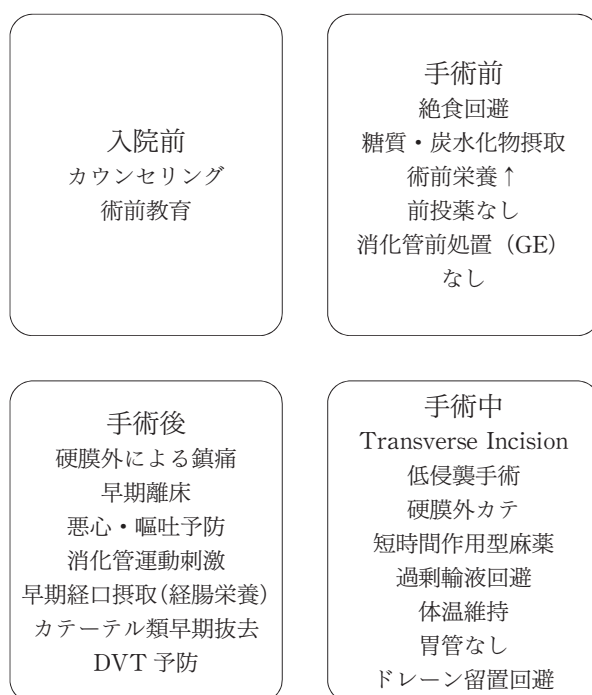 入院前
カウンセリング
術前教育
手術前
絶食回避
糖質・炭水化物摂取
術前栄養↑
前投薬なし
消化管前処置（GE）
なし
手術後
硬膜外による鎮痛
早期離床
悪心・嘔吐予防
消化管運動刺激
早期経口摂取(経腸栄養)
カテーテル類早期抜去
DVT 予防
手術中
Transverse Incision
低侵襲手術
硬膜外カテ
短時間作用型麻薬
過剰輸液回避
体温維持
胃管なし
ドレーン留置回避